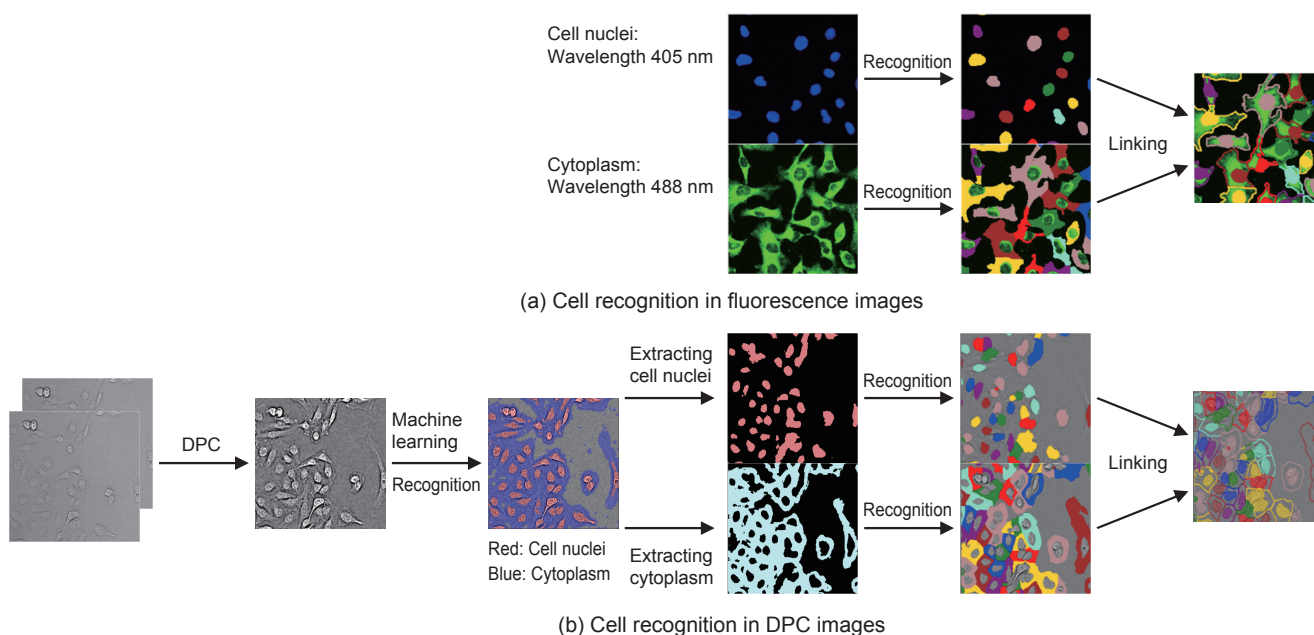 Cell nuclei:
Wavelength 405 nm
Recognition
Cytoplasm:
Wavelength 488 nm
Recognition
Linking
(a) Cell recognition in fluorescence images
DPC
Machine
learning
Recognition
Red: Cell nuclei
Blue: Cytoplasm
Extracting
cell nuclei
Recognition
Extracting
cytoplasm
Recognition
Linking
(b) Cell recognition in DPC images